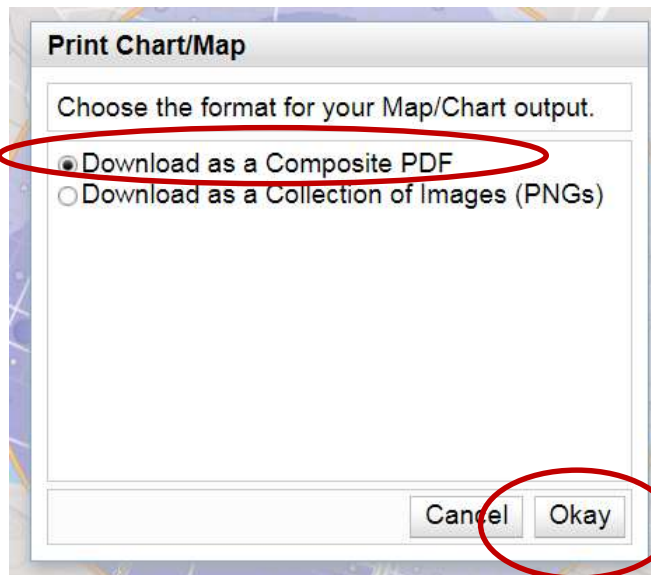 Print Chart/Map
Choose the format for your Map/Chart output.
Download as a Composite PDF
Download as a Collection of Images (PNGs)
Cancel Okay